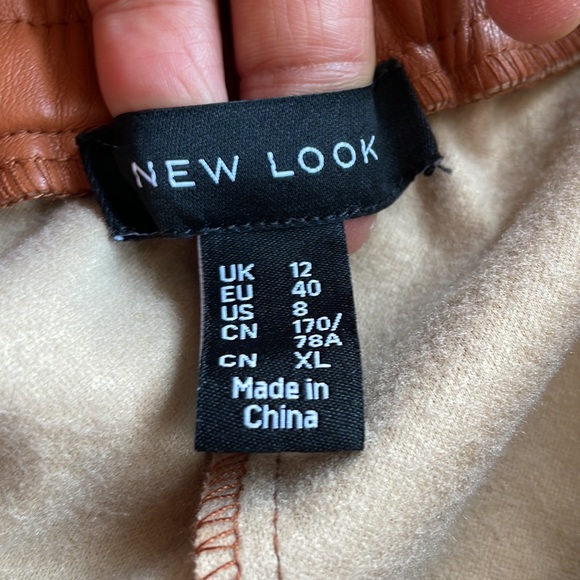 NEW LOOK
UK 12
EU 40
US 8
CN 170/
78A
CN XL
Made in
China